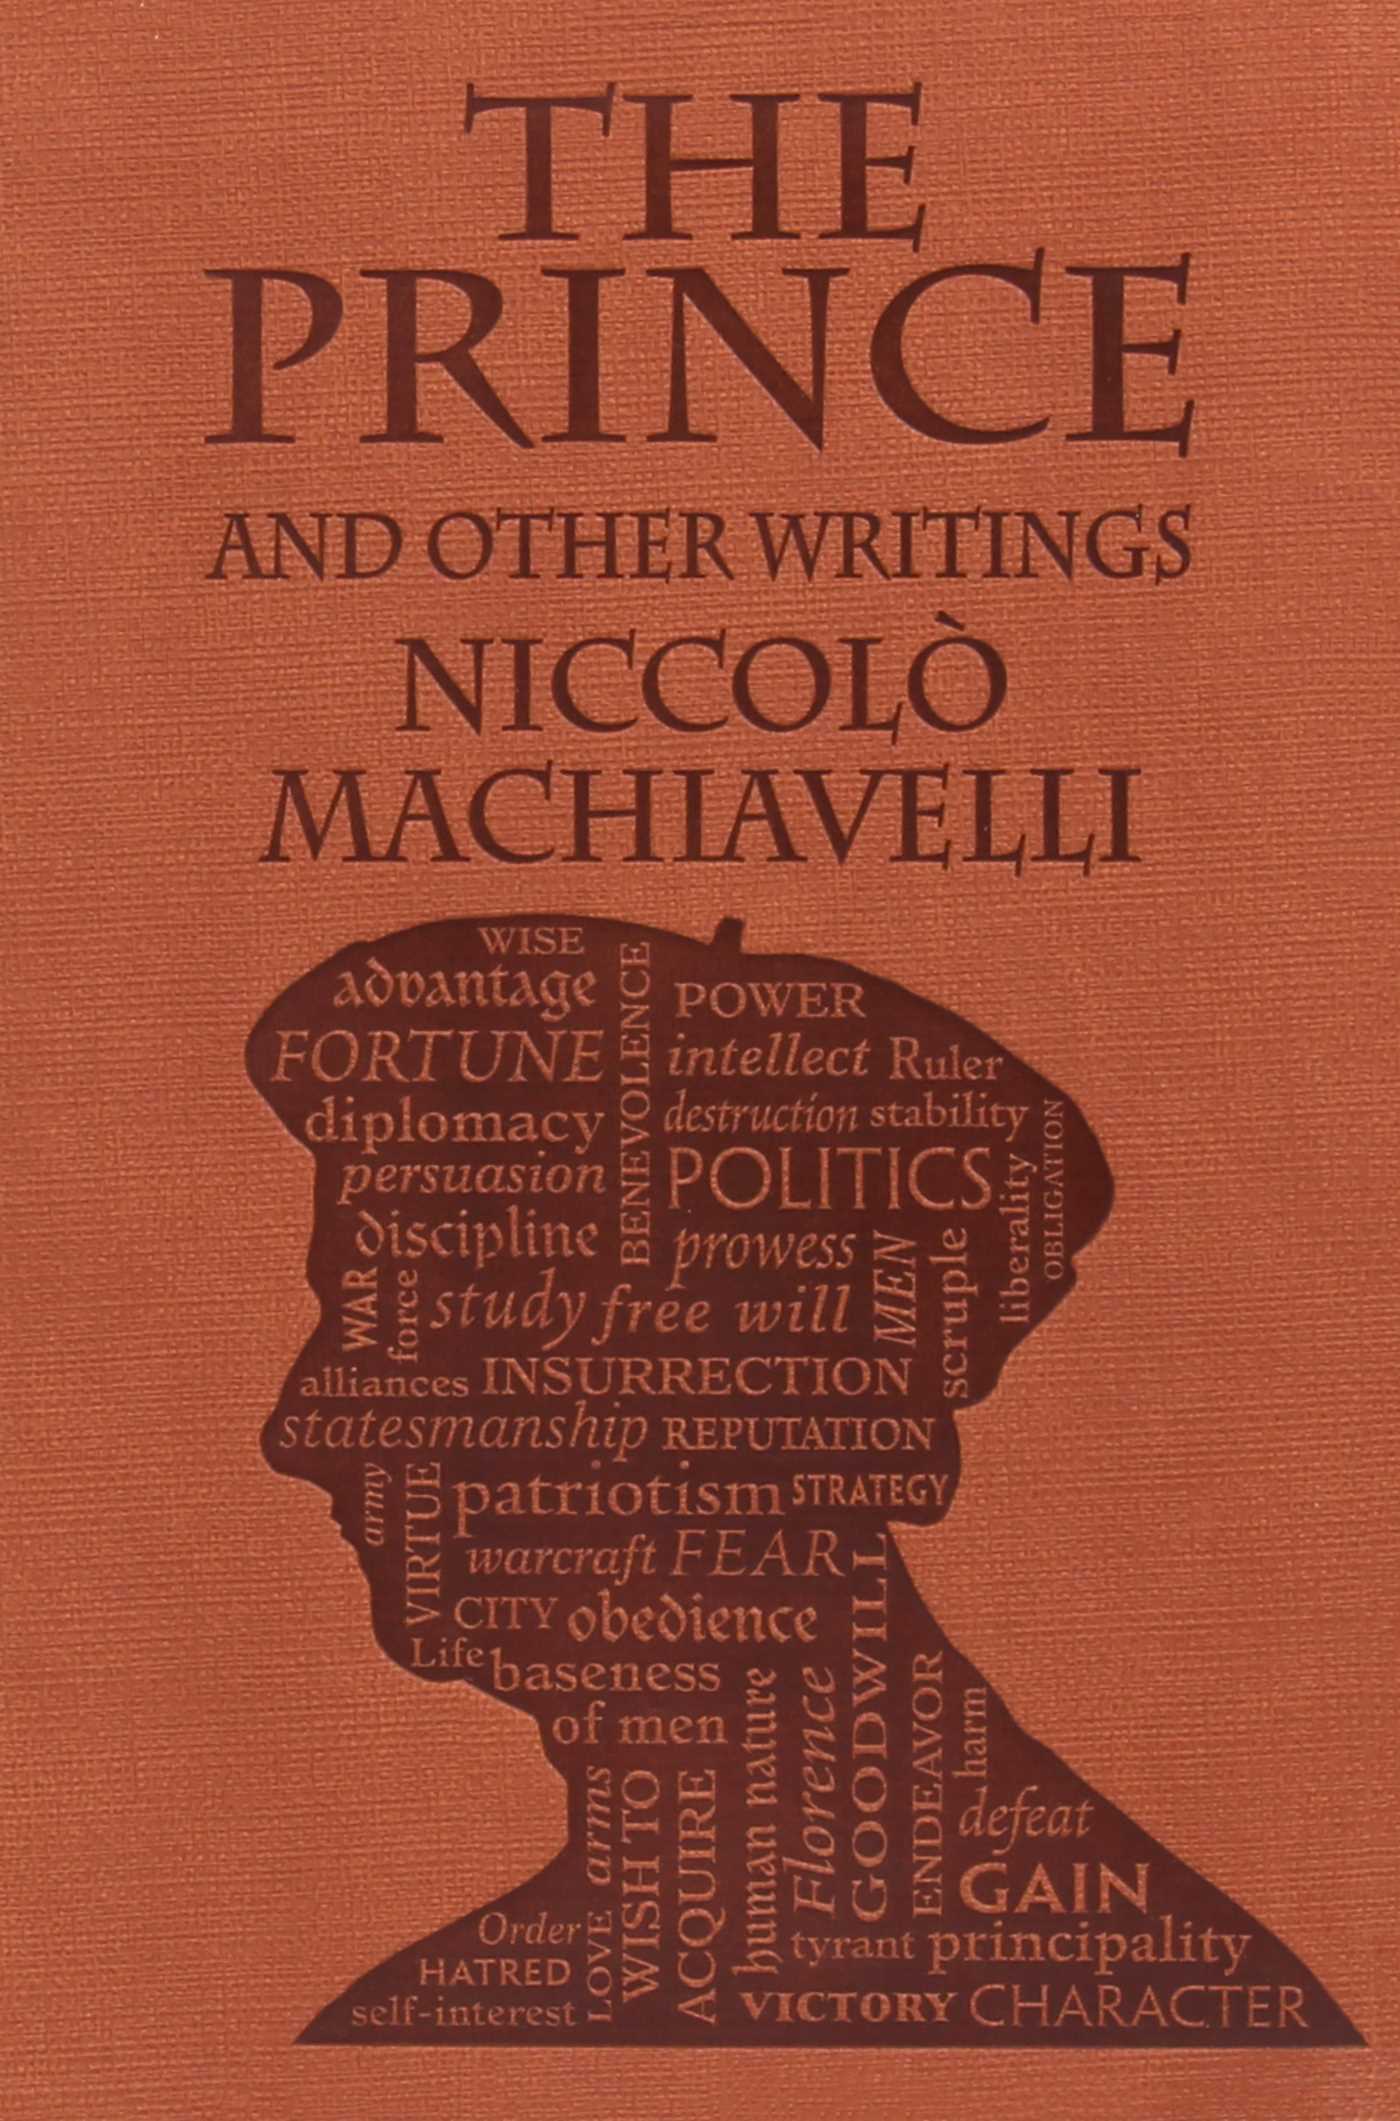 THE
PRINCE
AND OTHER WRITINGS
NICCOLÒ
MACHIAVELLI
WISE
advantage
BENEVOLENCE
POWER
FORTUNE
intellect Ruler
diplomacy
destruction stability
OBLIGATION
persuasion
POLITICS
liberality
discipline
prowess
MEN
scruple
WAR
force
study free will
alliances INSURRECTION
statesmanship REPUTATION
army
VIRTUE
patriotism STRATEGY
warcraft FEAR
GOODWILL
CITY obedience
Life baseness
of men
human nature
Florence
ENDEAVOR
harm
arms
WISH TO
ACQUIRE
defeat
GAIN
Order
LOVE
tyrant principality
HATRED
self-interest
VICTORY CHARACTER